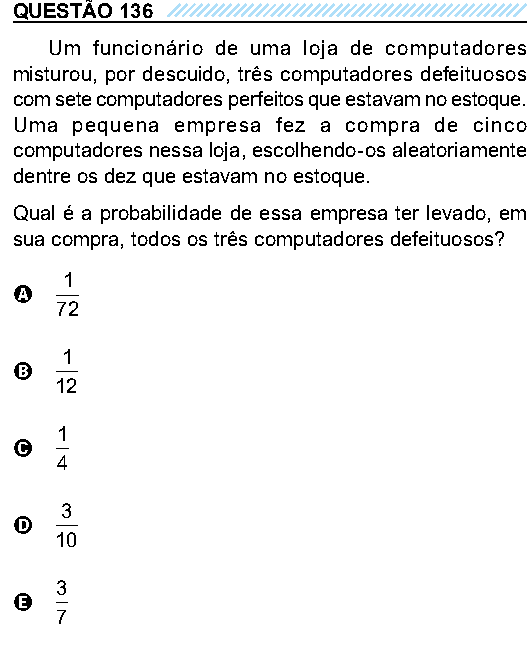 QUESTÃO 136
Um funcionário de uma loja de computadores
misturou, por descuido, três computadores defeituosos
com sete computadores perfeitos que estavam no estoque.
Uma pequena empresa fez a compra de cinco
computadores nessa loja, escolhendo-os aleatoriamente
dentre os dez que estavam no estoque.
Qual é a probabilidade de essa empresa ter levado, em
sua compra, todos os três computadores defeituosos?
A 1/72
B 1/12
C 1/4
D 3/10
E 3/7